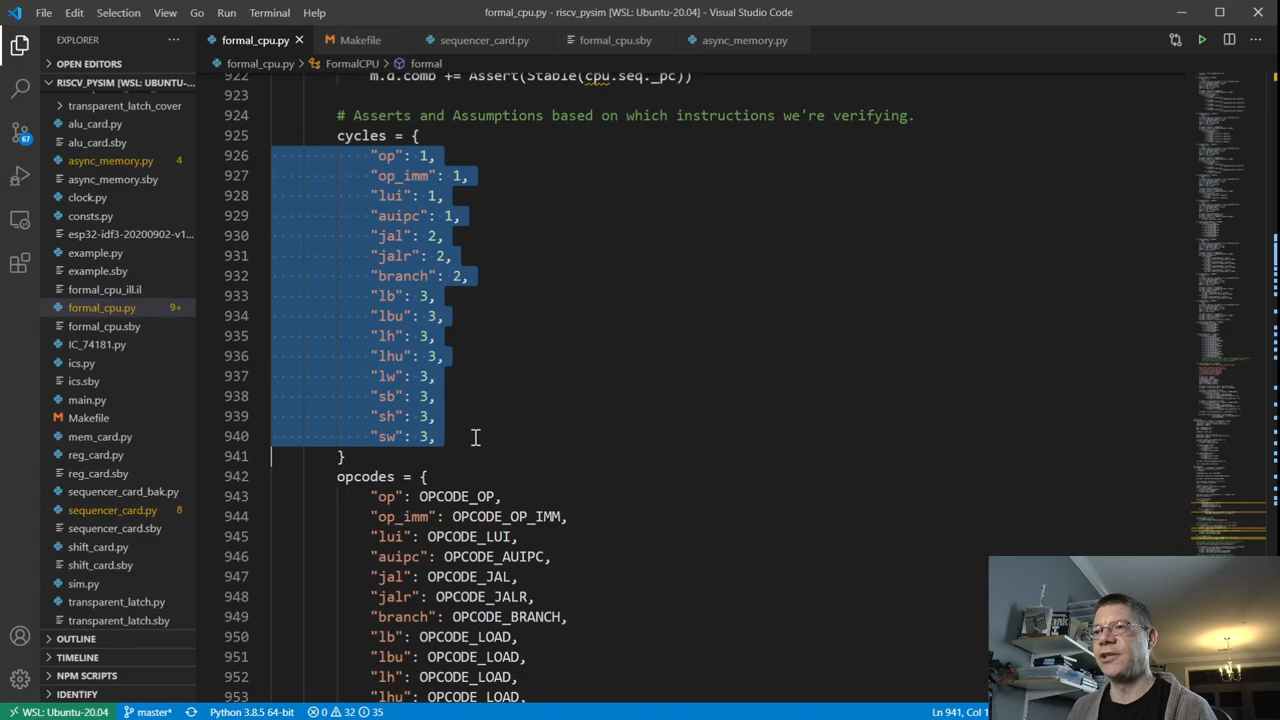 File Edit Selection View Go Run Terminal Help
formal_cpu.py - riscv_pysim [WSL: Ubuntu-20.04] - Visual Studio Code
EXPLORER
formal_cpu.py
Makefile
sequencer_card.py
formal_cpu.sby
async_memory.py
OPEN EDITORS
formal_cpu.py > FormalCPU > formal
RISCV_PYSIM [WSL: UBUNTU-...
transparent_latch_cover
alu_card.py
alu_card.sby
async_memory.py 4
async_memory.sby
clock.py
consts.py
esp32-idf3-20200902-v1...
example.py
example.sby
formal_cpu_ill.il
formal_cpu.py 9+
formal_cpu.sby
IC_74181.py
ics.py
ics.sby
main.py
Makefile
mem_card.py
reg_card.py
reg_card.sby
sequencer_card_bak.py
sequencer_card.py 8
sequencer_card.sby
shift_card.py
shift_card.sby
sim.py
transparent_latch.py
transparent_latch.sby
OUTLINE
TIMELINE
NPM SCRIPTS
IDENTIFY
67
922 m.d.comb += Assert(Stable(cpu.seq._pc))
923
924 # Asserts and Assumptions based on which instructions we're verifying.
925 cycles = {
926 "op": 1,
927 "op_imm": 1,
928 "lui": 1,
929 "auipc": 1,
930 "jal": 2,
931 "jalr": 2,
932 "branch": 2,
933 "lb": 3,
934 "lbu": 3,
935 "lh": 3,
936 "lhu": 3,
937 "lw": 3,
938 "sb": 3,
939 "sh": 3,
940 "sw": 3,
941 }
942 opcodes = {
943 "op": OPCODE_OP,
944 "op_imm": OPCODE_OP_IMM,
945 "lui": OPCODE_LUI,
946 "auipc": OPCODE_AUIPC,
947 "jal": OPCODE_JAL,
948 "jalr": OPCODE_JALR,
949 "branch": OPCODE_BRANCH,
950 "lb": OPCODE_LOAD,
951 "lbu": OPCODE_LOAD,
952 "lh": OPCODE_LOAD,
953 "lhu": OPCODE_LOAD,
WSL: Ubuntu-20.04 master* Python 3.8.5 64-bit 0 32 35 Ln 941, Col 1